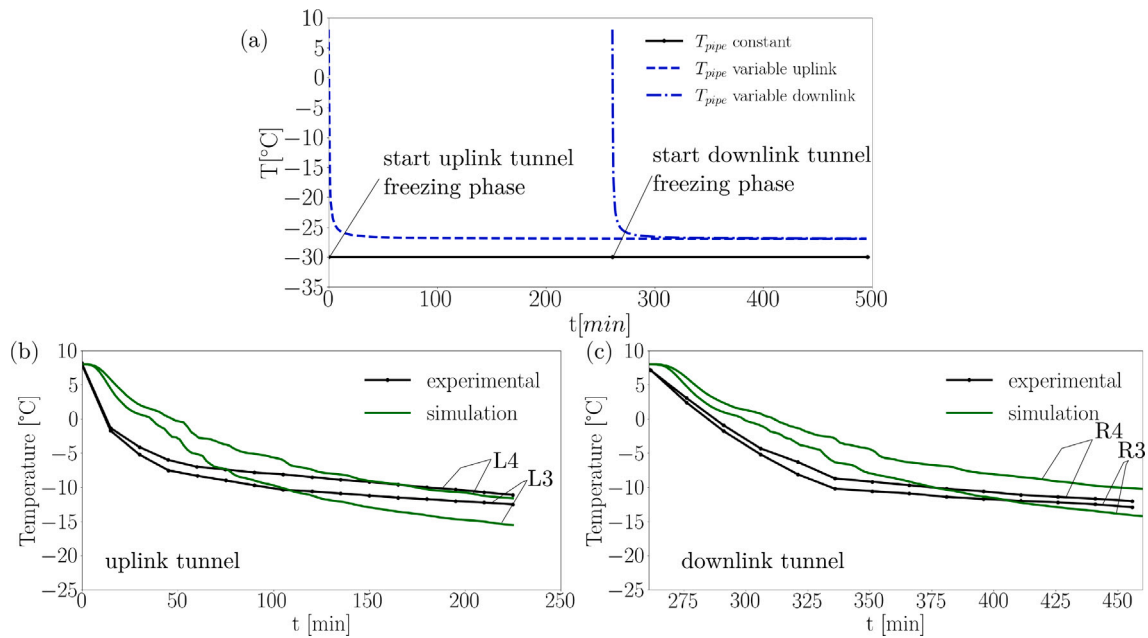 (a)
T[°C]
10
5
0
−5
−10
−15
−20
−25
−30
−35
T_pipe constant
T_pipe variable uplink
T_pipe variable downlink
start uplink tunnel
freezing phase
start downlink tunnel
freezing phase
0 100 200 300 400 500
t[min]
(b)
Temperature [°C]
10
5
0
−5
−10
−15
−20
−25
experimental
simulation
L4
L3
uplink tunnel
0 50 100 150 200 250
t [min]
(c)
Temperature [°C]
10
5
0
−5
−10
−15
−20
−25
experimental
simulation
R4
R3
downlink tunnel
275 300 325 350 375 400 425 450
t [min]